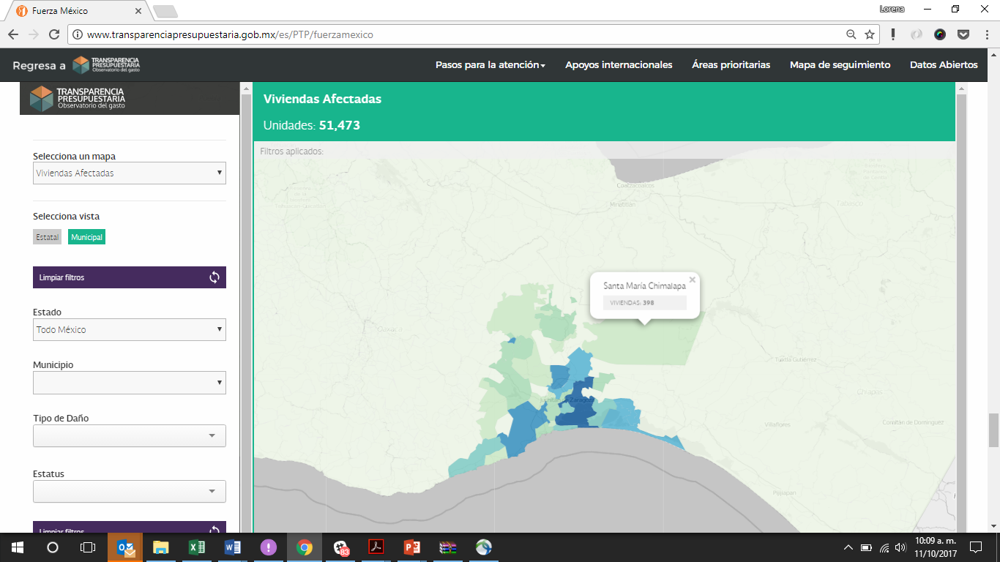 Fuerza México
Lorena
www.transparenciapresupuestaria.gob.mx/es/PTP/fuerzamexico
Regresa a
TRANSPARENCIA
PRESUPUESTARIA
Observatorio del gasto
Pasos para la atención
Apoyos internacionales
Áreas prioritarias
Mapa de seguimiento
Datos Abiertos
TRANSPARENCIA
PRESUPUESTARIA
Observatorio del gasto
Selecciona un mapa
Viviendas Afectadas
Selecciona vista
Estatal
Municipal
Limpiar filtros
Estado
Todo México
Municipio
Tipo de Daño
Estatus
Limpiar filtros
Viviendas Afectadas
Unidades: 51,473
Filtros aplicados:
Coatzacoalcos
Minatitlán
Tabasco
Santa María Chimalapa
VIVIENDAS: 398
Oaxaca
Tuxtla Gutiérrez
Chiapas
Villaflores
Comitán de Domínguez
Pijijiapan
83
10:09 a. m.
11/10/2017